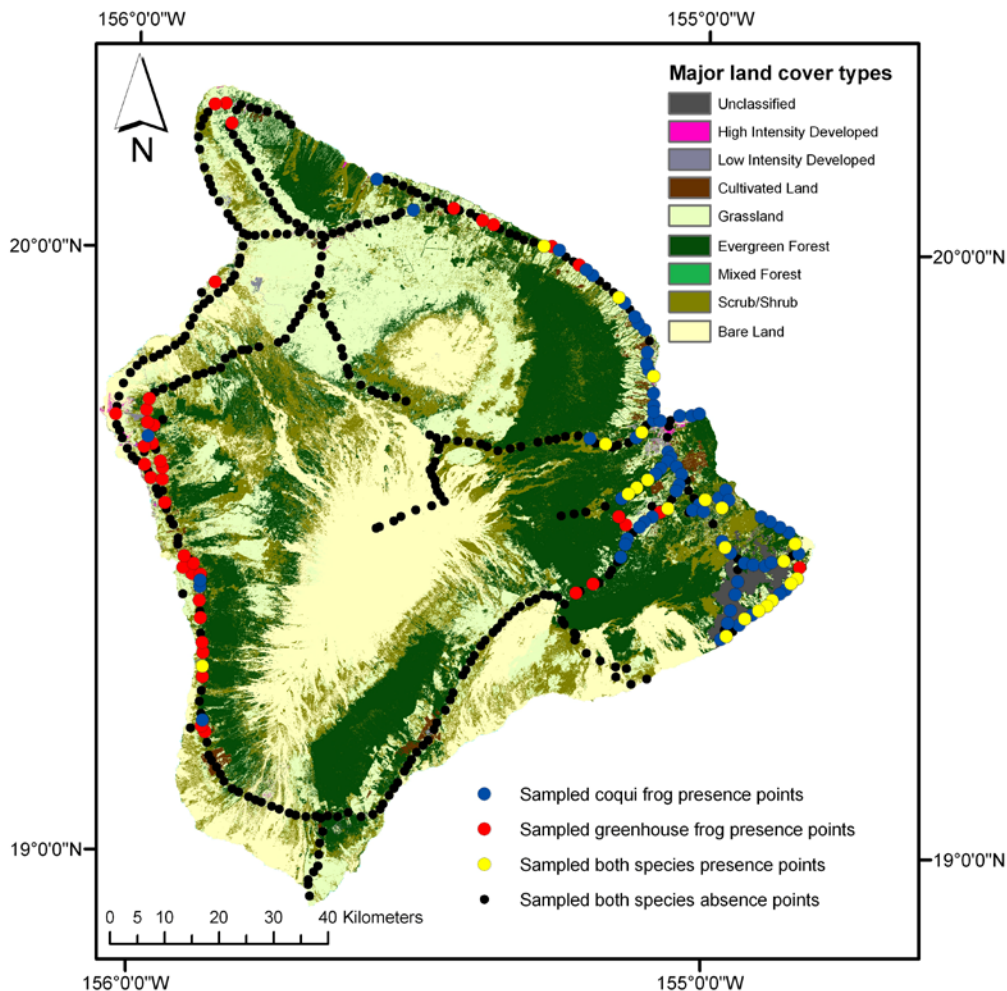 156°0'0"W
155°0'0"W
N
Major land cover types
Unclassified
High Intensity Developed
Low Intensity Developed
Cultivated Land
Grassland
Evergreen Forest
Mixed Forest
Scrub/Shrub
Bare Land
20°0'0"N
20°0'0"N
Sampled coqui frog presence points
Sampled greenhouse frog presence points
Sampled both species presence points
Sampled both species absence points
19°0'0"N
19°0'0"N
0 5 10 20 30 40 Kilometers
156°0'0"W
155°0'0"W